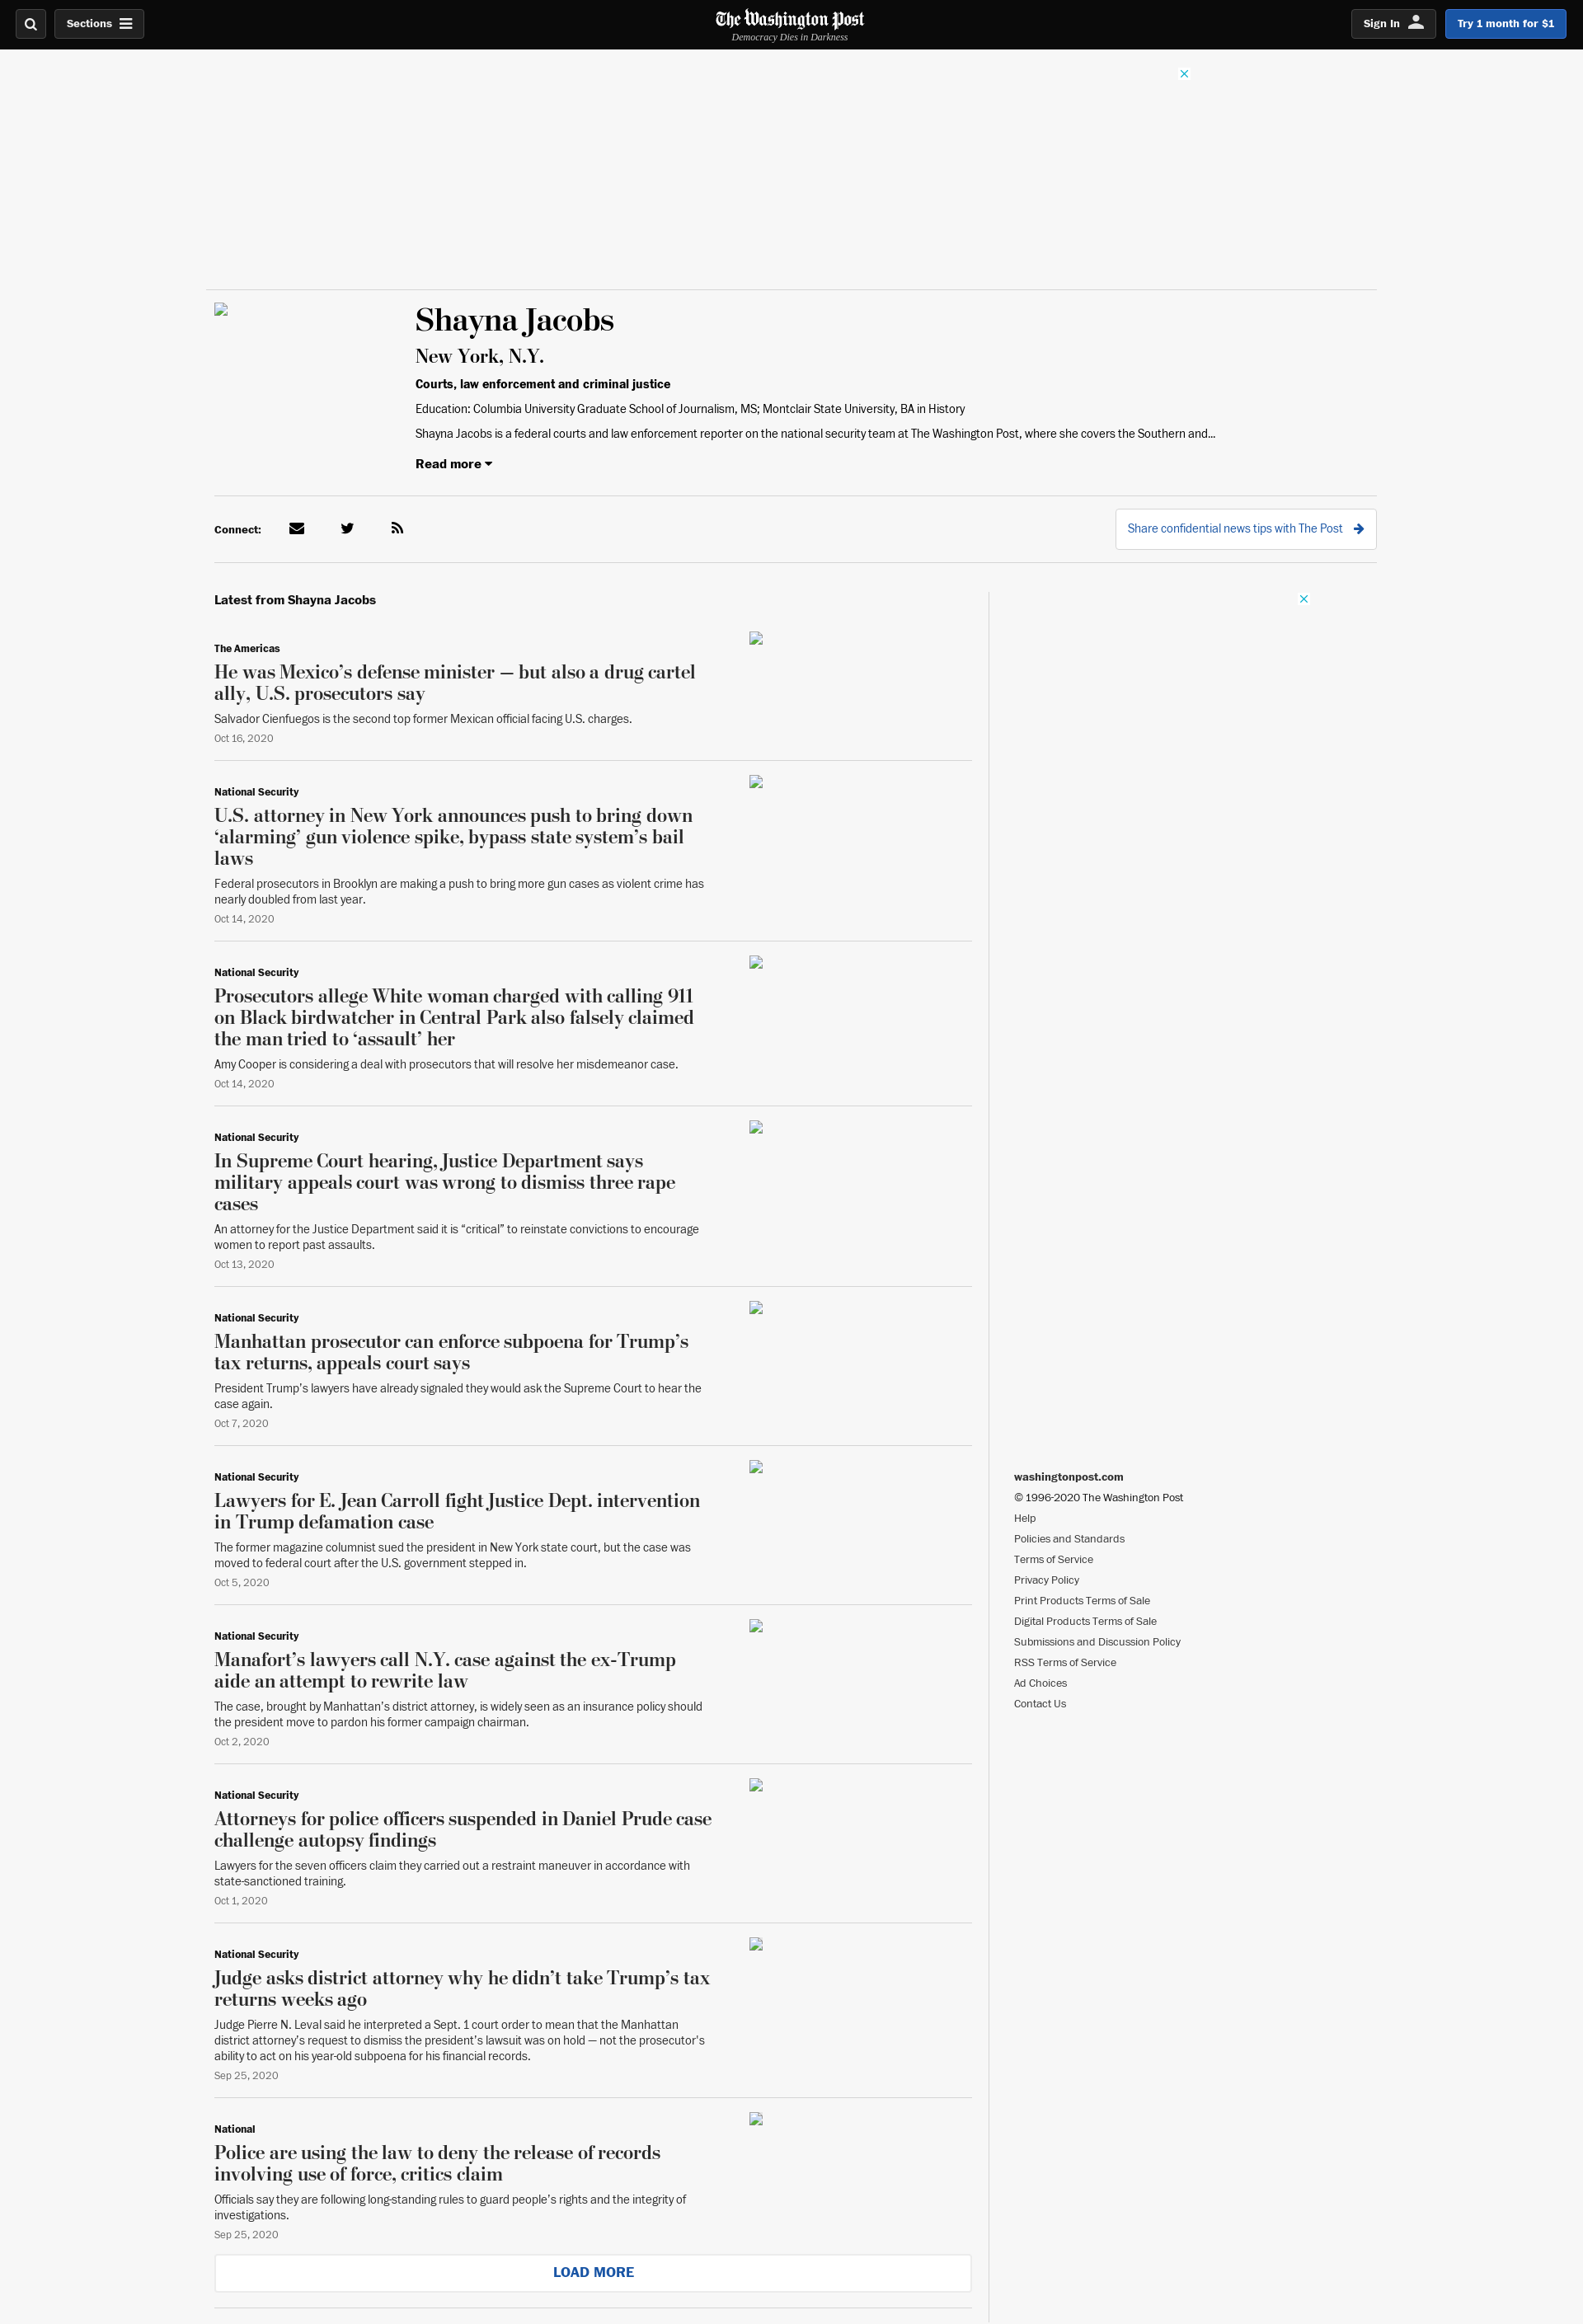 Sections
The Washington Post
Democracy Dies in Darkness
Sign In
Try 1 month for $1
Shayna Jacobs
New York, N.Y.
Courts, law enforcement and criminal justice
Education: Columbia University Graduate School of Journalism, MS; Montclair State University, BA in History
Shayna Jacobs is a federal courts and law enforcement reporter on the national security team at The Washington Post, where she covers the Southern and...
Read more
Connect:
Share confidential news tips with The Post
Latest from Shayna Jacobs
The Americas
He was Mexico’s defense minister — but also a drug cartel
ally, U.S. prosecutors say
Salvador Cienfuegos is the second top former Mexican official facing U.S. charges.
Oct 16, 2020
National Security
U.S. attorney in New York announces push to bring down
‘alarming’ gun violence spike, bypass state system’s bail
laws
Federal prosecutors in Brooklyn are making a push to bring more gun cases as violent crime has
nearly doubled from last year.
Oct 14, 2020
National Security
Prosecutors allege White woman charged with calling 911
on Black birdwatcher in Central Park also falsely claimed
the man tried to ‘assault’ her
Amy Cooper is considering a deal with prosecutors that will resolve her misdemeanor case.
Oct 14, 2020
National Security
In Supreme Court hearing, Justice Department says
military appeals court was wrong to dismiss three rape
cases
An attorney for the Justice Department said it is “critical” to reinstate convictions to encourage
women to report past assaults.
Oct 13, 2020
National Security
Manhattan prosecutor can enforce subpoena for Trump’s
tax returns, appeals court says
President Trump’s lawyers have already signaled they would ask the Supreme Court to hear the
case again.
Oct 7, 2020
National Security
Lawyers for E. Jean Carroll fight Justice Dept. intervention
in Trump defamation case
The former magazine columnist sued the president in New York state court, but the case was
moved to federal court after the U.S. government stepped in.
Oct 5, 2020
National Security
Manafort’s lawyers call N.Y. case against the ex-Trump
aide an attempt to rewrite law
The case, brought by Manhattan’s district attorney, is widely seen as an insurance policy should
the president move to pardon his former campaign chairman.
Oct 2, 2020
National Security
Attorneys for police officers suspended in Daniel Prude case
challenge autopsy findings
Lawyers for the seven officers claim they carried out a restraint maneuver in accordance with
state-sanctioned training.
Oct 1, 2020
National Security
Judge asks district attorney why he didn’t take Trump’s tax
returns weeks ago
Judge Pierre N. Leval said he interpreted a Sept. 1 court order to mean that the Manhattan
district attorney’s request to dismiss the president’s lawsuit was on hold — not the prosecutor’s
ability to act on his year-old subpoena for his financial records.
Sep 25, 2020
National
Police are using the law to deny the release of records
involving use of force, critics claim
Officials say they are following long-standing rules to guard people’s rights and the integrity of
investigations.
Sep 25, 2020
LOAD MORE
washingtonpost.com
© 1996-2020 The Washington Post
Help
Policies and Standards
Terms of Service
Privacy Policy
Print Products Terms of Sale
Digital Products Terms of Sale
Submissions and Discussion Policy
RSS Terms of Service
Ad Choices
Contact Us